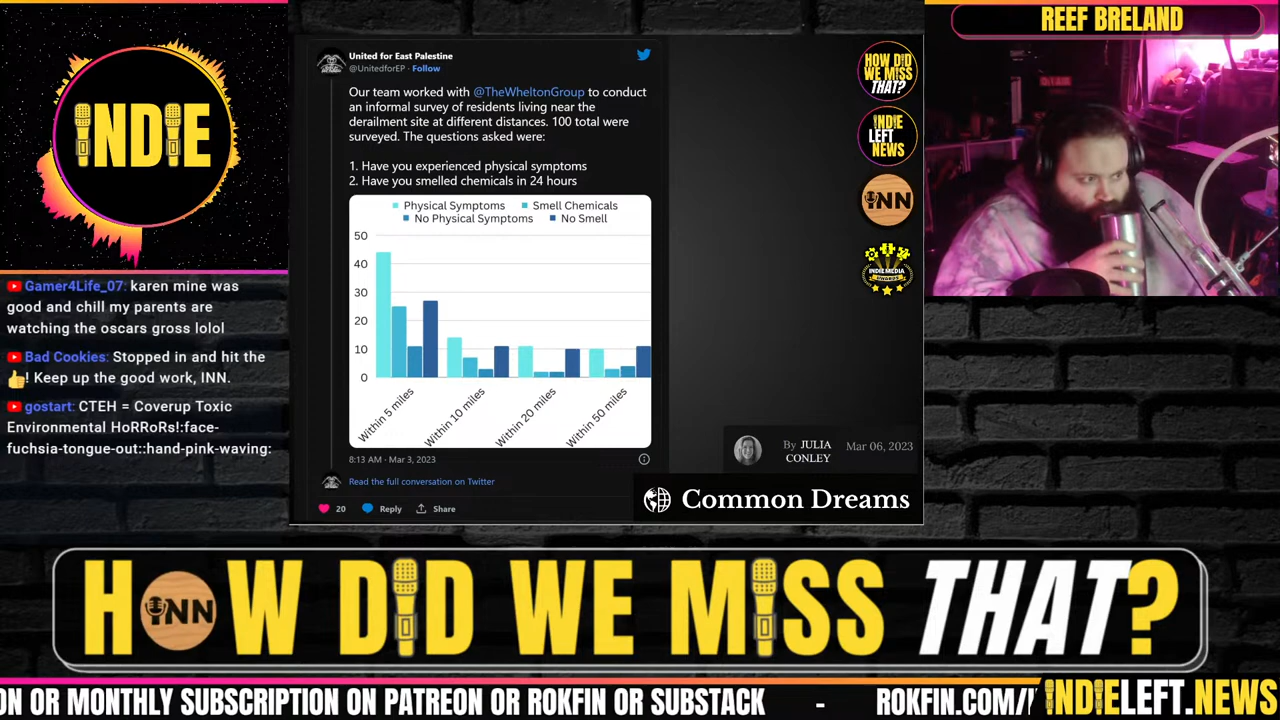 INDIE
Gamer4Life_07: karen mine was
good and chill my parents are
watching the oscars gross lolol
Bad Cookies: Stopped in and hit the
👍! Keep up the good work, INN.
gostart: CTEH = Coverup Toxic
Environmental HoRRoRs!:face-
fuchsia-tongue-out::hand-pink-waving:
United for East Palestine
@UnitedforEP · Follow
Our team worked with @TheWheltonGroup to conduct
an informal survey of residents living near the
derailment site at different distances. 100 total were
surveyed. The questions asked were:
1. Have you experienced physical symptoms
2. Have you smelled chemicals in 24 hours
Physical Symptoms Smell Chemicals
No Physical Symptoms No Smell
50
40
30
20
10
0
Within 5 miles
Within 10 miles
Within 20 miles
Within 50 miles
8:13 AM · Mar 3, 2023
Read the full conversation on Twitter
20 Reply Share
By JULIA
CONLEY
Mar 06, 2023
Common Dreams
HOW DID
WE MISS
THAT?
INDIE
LEFT
NEWS
INN
INDIE MEDIA
REEF BRELAND
HOW DID WE MISS THAT?
INN
ON OR MONTHLY SUBSCRIPTION ON PATREON OR ROKFIN OR SUBSTACK - ROKFIN.COM/
INDIELEFT.NEWS